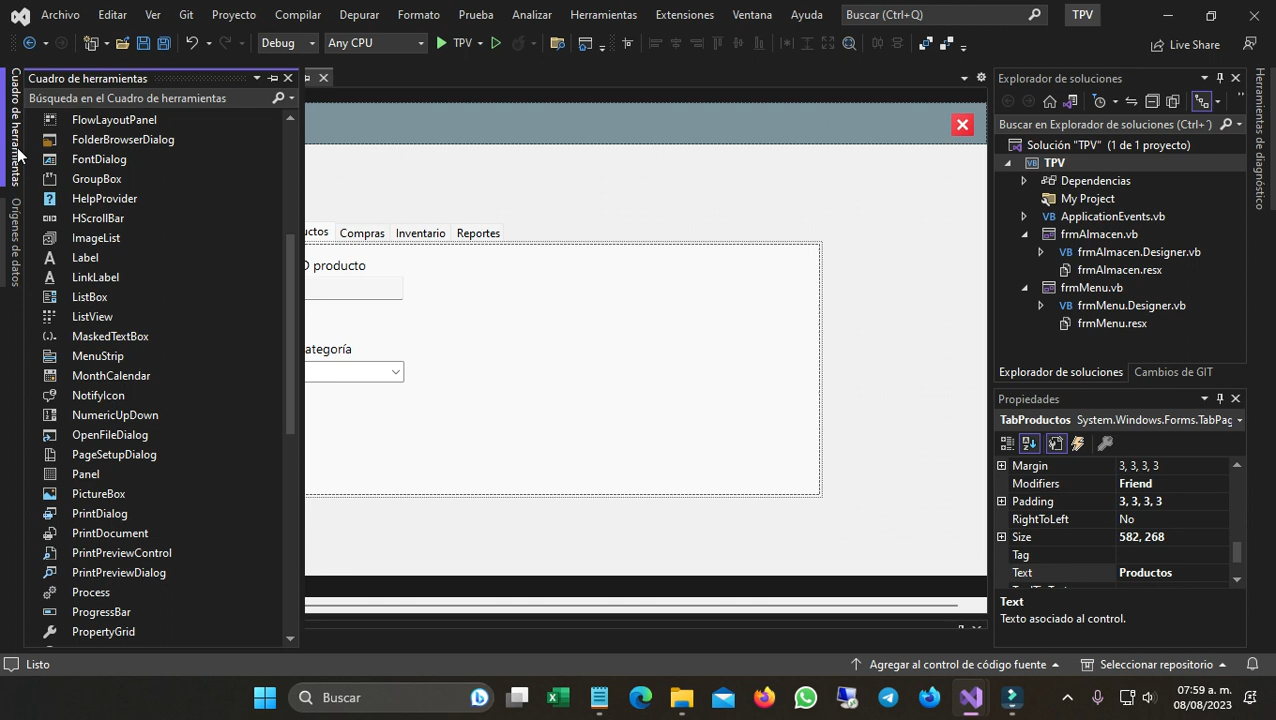 Archivo Editar Ver Git Proyecto Compilar Depurar Formato Prueba Analizar Herramientas Extensiones Ventana Ayuda Buscar (Ctrl+Q) TPV
Debug Any CPU TPV Live Share
Cuadro de herramientas
Orígenes de datos
Cuadro de herramientas
Búsqueda en el Cuadro de herramientas
FlowLayoutPanel
FolderBrowserDialog
FontDialog
GroupBox
HelpProvider
HScrollBar
ImageList
Label
LinkLabel
ListBox
ListView
MaskedTextBox
MenuStrip
MonthCalendar
NotifyIcon
NumericUpDown
OpenFileDialog
PageSetupDialog
Panel
PictureBox
PrintDialog
PrintDocument
PrintPreviewControl
PrintPreviewDialog
Process
ProgressBar
PropertyGrid
uctos Compras Inventario Reportes
D producto
ategoría
Explorador de soluciones
Buscar en Explorador de soluciones (Ctrl+´)
Solución "TPV" (1 de 1 proyecto)
TPV
Dependencias
My Project
ApplicationEvents.vb
frmAlmacen.vb
frmAlmacen.Designer.vb
frmAlmacen.resx
frmMenu.vb
frmMenu.Designer.vb
frmMenu.resx
Explorador de soluciones Cambios de GIT
Propiedades
TabProductos System.Windows.Forms.TabPag
Margin 3, 3, 3, 3
Modifiers Friend
Padding 3, 3, 3, 3
RightToLeft No
Size 582, 268
Tag
Text Productos
Text
Texto asociado al control.
Herramientas de diagnóstico
Listo Agregar al control de código fuente Seleccionar repositorio
Buscar
07:59 a. m.
08/08/2023